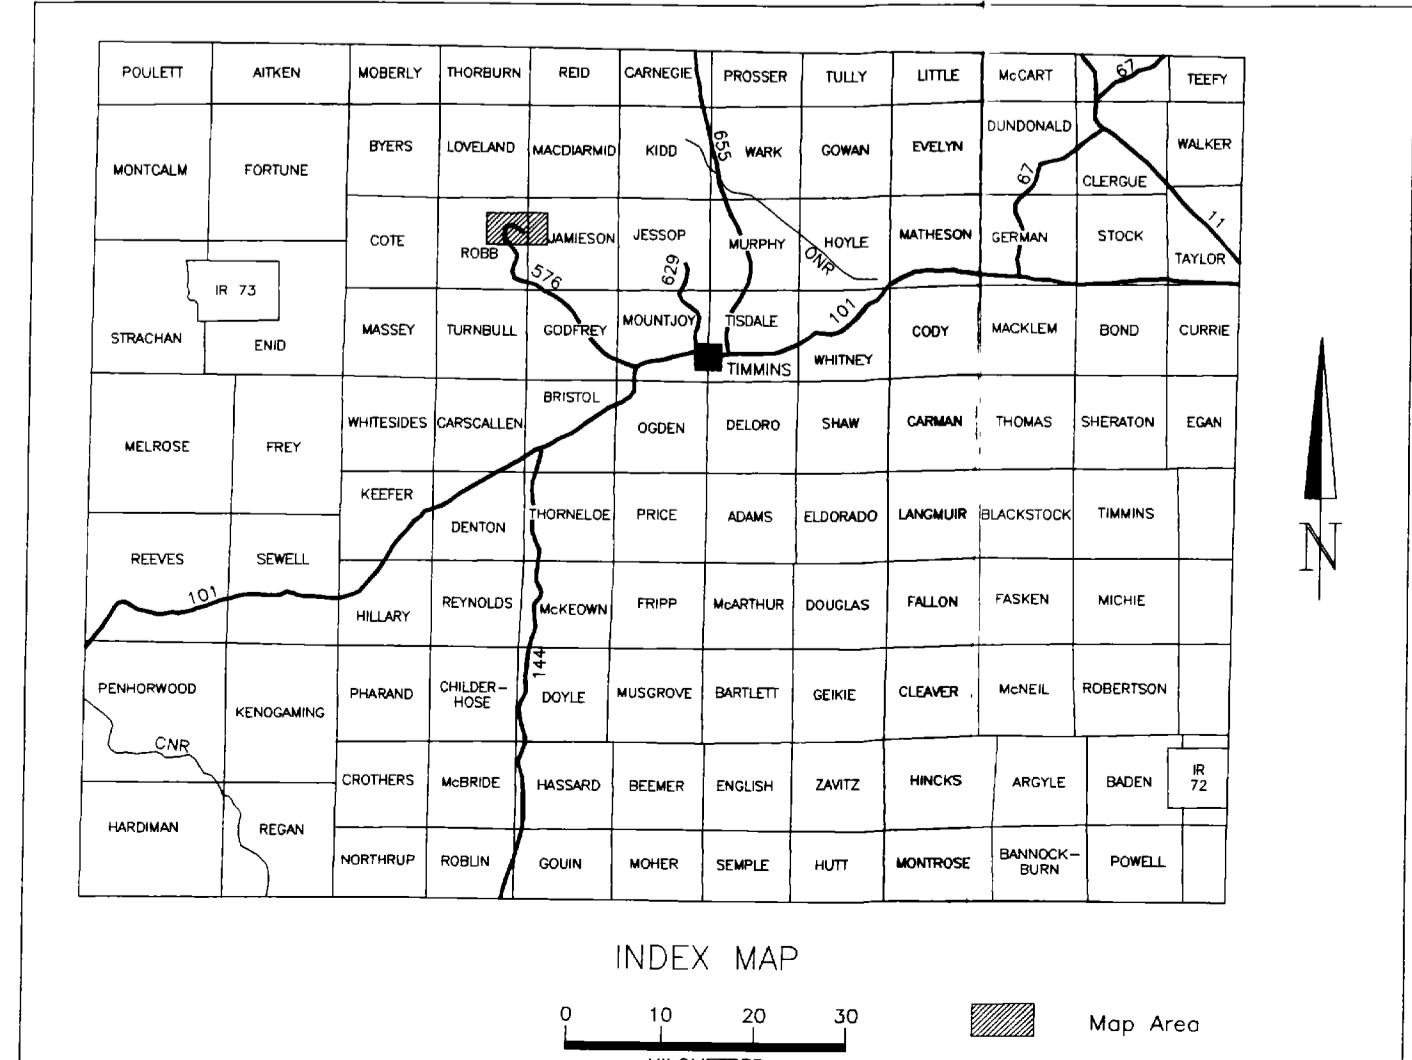 POULETT AITKEN MOBERLY THORBURN REID CARNEGIE PROSSER TULLY LITTLE McCART 67 TEEFY
MONTCALM FORTUNE BYERS LOVELAND MACDIARMID KIDD 655 WARK GOWAN EVELYN DUNDONALD WALKER
67 CLERGUE
COTE ROBB JAMIESON JESSOP MURPHY HOYLE MATHESON GERMAN STOCK 11 TAYLOR
ONR
IR 73
576 629
STRACHAN ENID MASSEY TURNBULL GODFREY MOUNTJOY TISDALE 101 WHITNEY CODY MACKLEM BOND CURRIE
TIMMINS
MELROSE FREY WHITESIDES CARSCALLEN BRISTOL OGDEN DELORO SHAW CARMAN THOMAS SHERATON EGAN
KEEFER DENTON THORNELOE PRICE ADAMS ELDORADO LANGMUIR BLACKSTOCK TIMMINS
REEVES SEWELL
101
HILLARY REYNOLDS McKEOWN FRIPP McARTHUR DOUGLAS FALLON FASKEN MICHIE
144
PENHORWOOD KENOGAMING PHARAND CHILDER-
HOSE DOYLE MUSGROVE BARTLETT GEIKIE CLEAVER McNEIL ROBERTSON
CNR
CROTHERS McBRIDE HASSARD BEEMER ENGLISH ZAVITZ HINCKS ARGYLE BADEN IR
72
HARDIMAN REGAN
NORTHRUP ROBLIN GOUIN MOHER SEMPLE HUTT MONTROSE BANNOCK-
BURN POWELL
INDEX MAP
0 10 20 30
Map Area